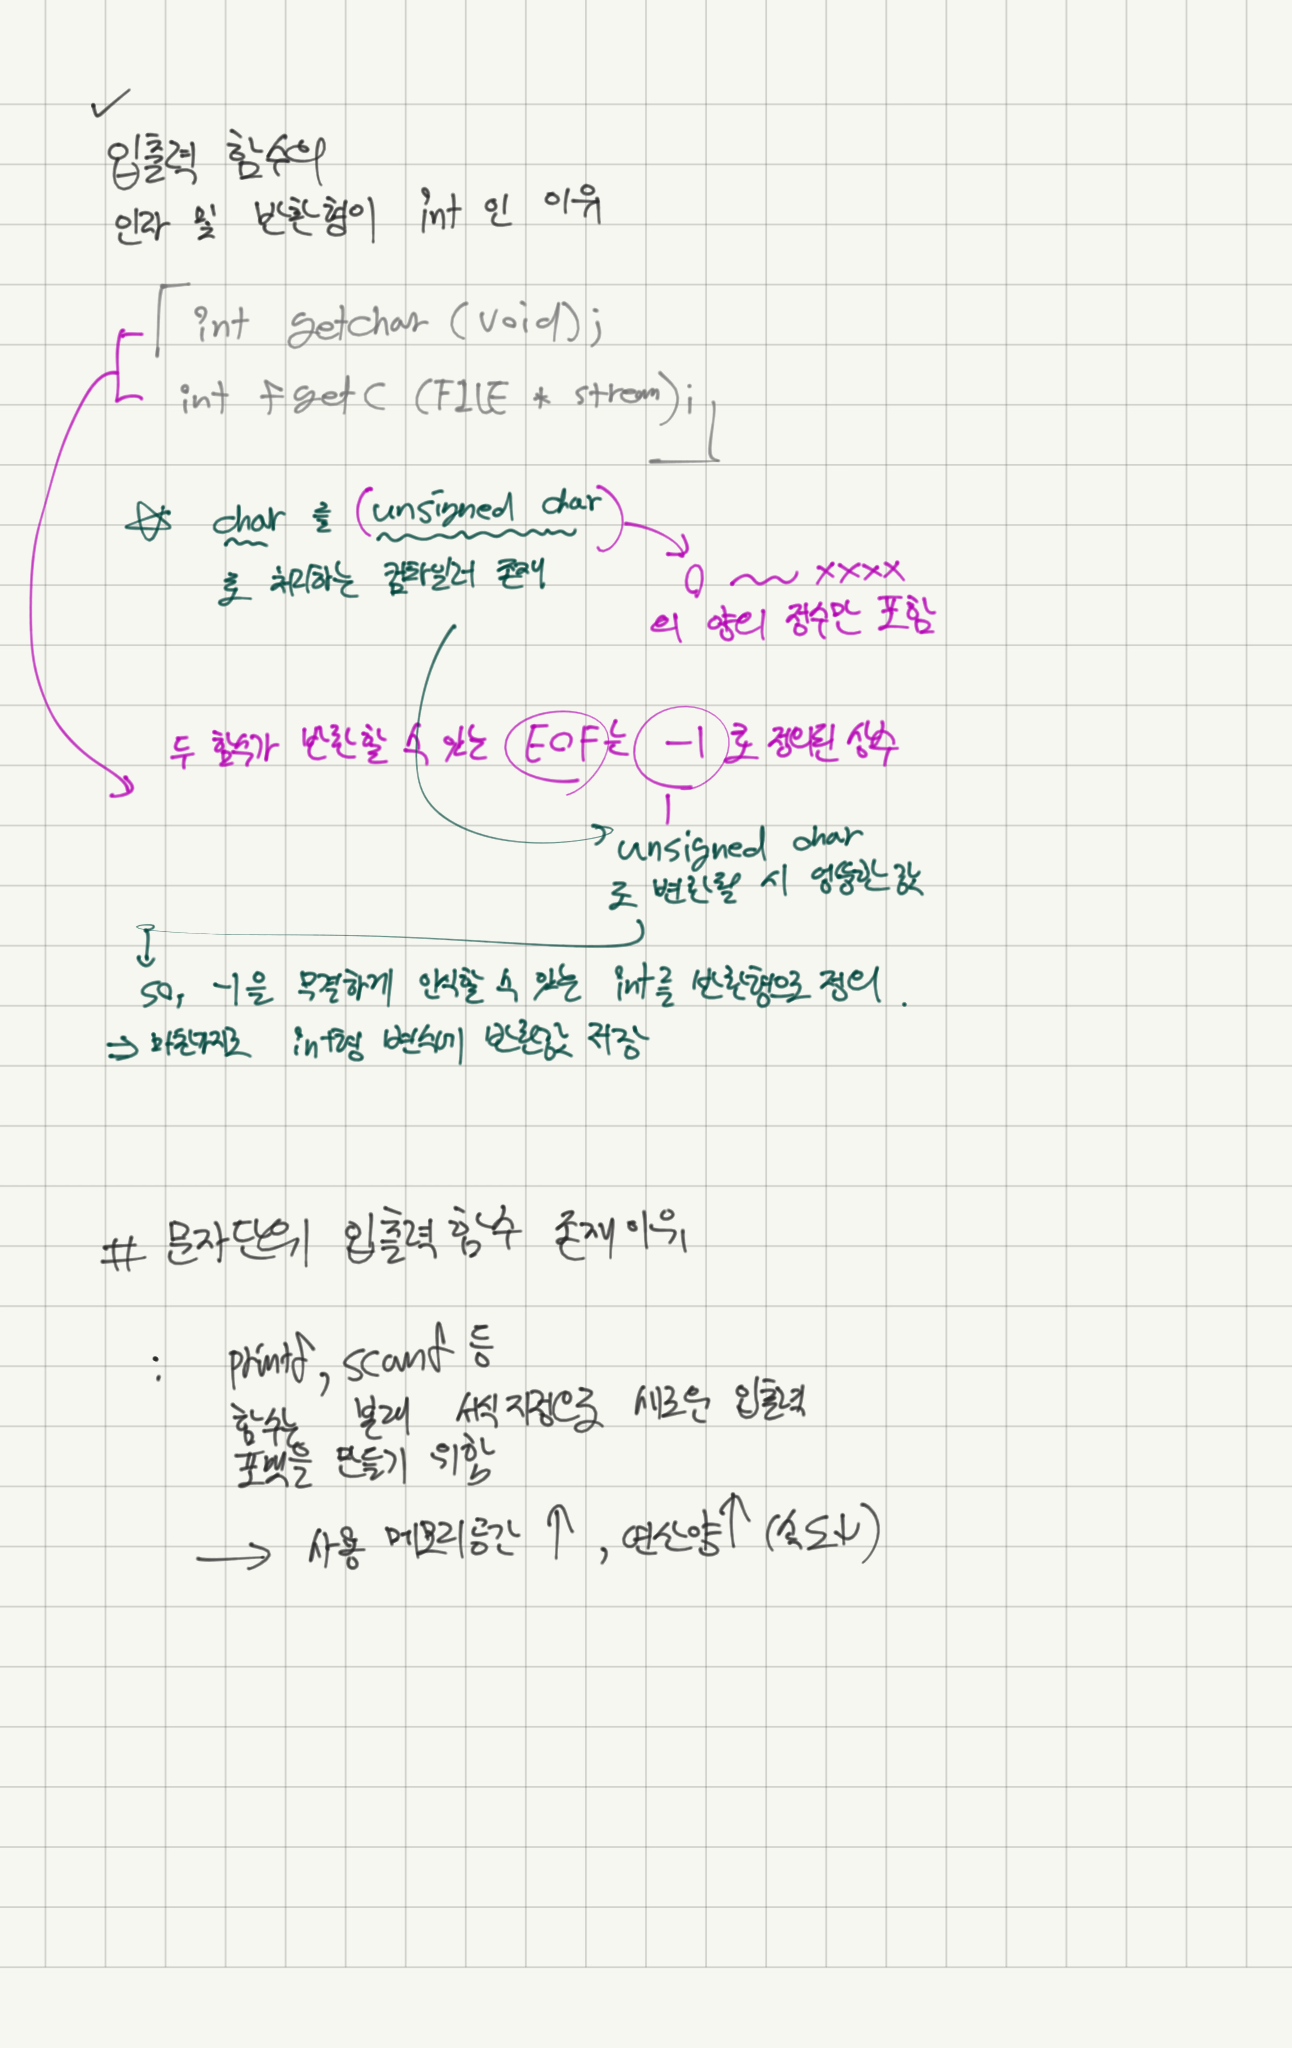 입출력 함수의
인자 및 반환형이 int 인 이유
int getchar (void);
int fgetc (FILE * stream);
☆ char 를 (unsigned char)
로 처리하는 컴파일러 존재
0 ~ xxxx
의 양의 정수만 포함
두 함수가 반환할 수 있는 EOF는 -1 로 정의된 상수
unsigned char
로 변환될 시 엉뚱한 값
so, -1을 무결하게 인식할 수 있는 int를 반환형으로 정의.
⇒ 마찬가지로 int형 변수에 반환값 저장
# 문자단위 입출력 함수 존재이유
: printf, scanf 등
함수는 별개 서식지정으로 새로운 입출력
포맷을 만들기 위함
→ 사용 메모리공간 ↑, 연산양↑ (속도↓)